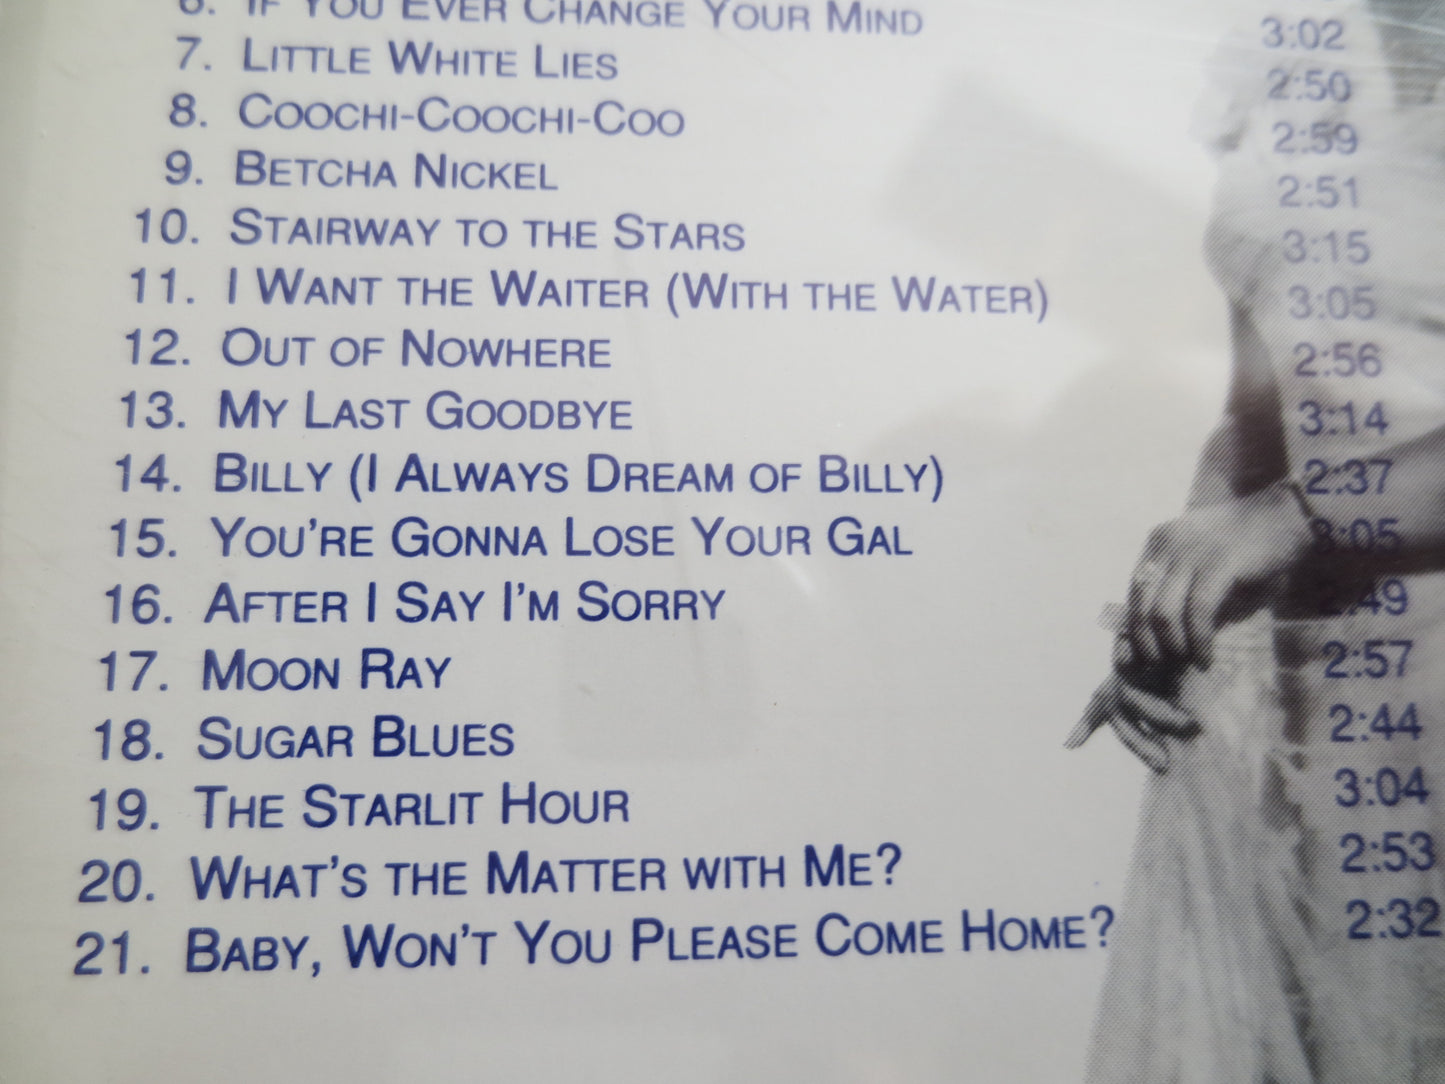 6. IF YOU EVER CHANGE YOUR MIND 3:02
7. LITTLE WHITE LIES 2:50
8. COOCHI-COOCHI-COO 2:59
9. BETCHA NICKEL 2:51
10. STAIRWAY TO THE STARS 3:15
11. I WANT THE WAITER (WITH THE WATER) 3:05
12. OUT OF NOWHERE 2:56
13. MY LAST GOODBYE 3:14
14. BILLY (I ALWAYS DREAM OF BILLY) 2:37
15. YOU'RE GONNA LOSE YOUR GAL 3:05
16. AFTER I SAY I'M SORRY 2:49
17. MOON RAY 2:57
18. SUGAR BLUES 2:44
19. THE STARLIT HOUR 3:04
20. WHAT'S THE MATTER WITH ME? 2:53
21. BABY, WON'T YOU PLEASE COME HOME? 2:32